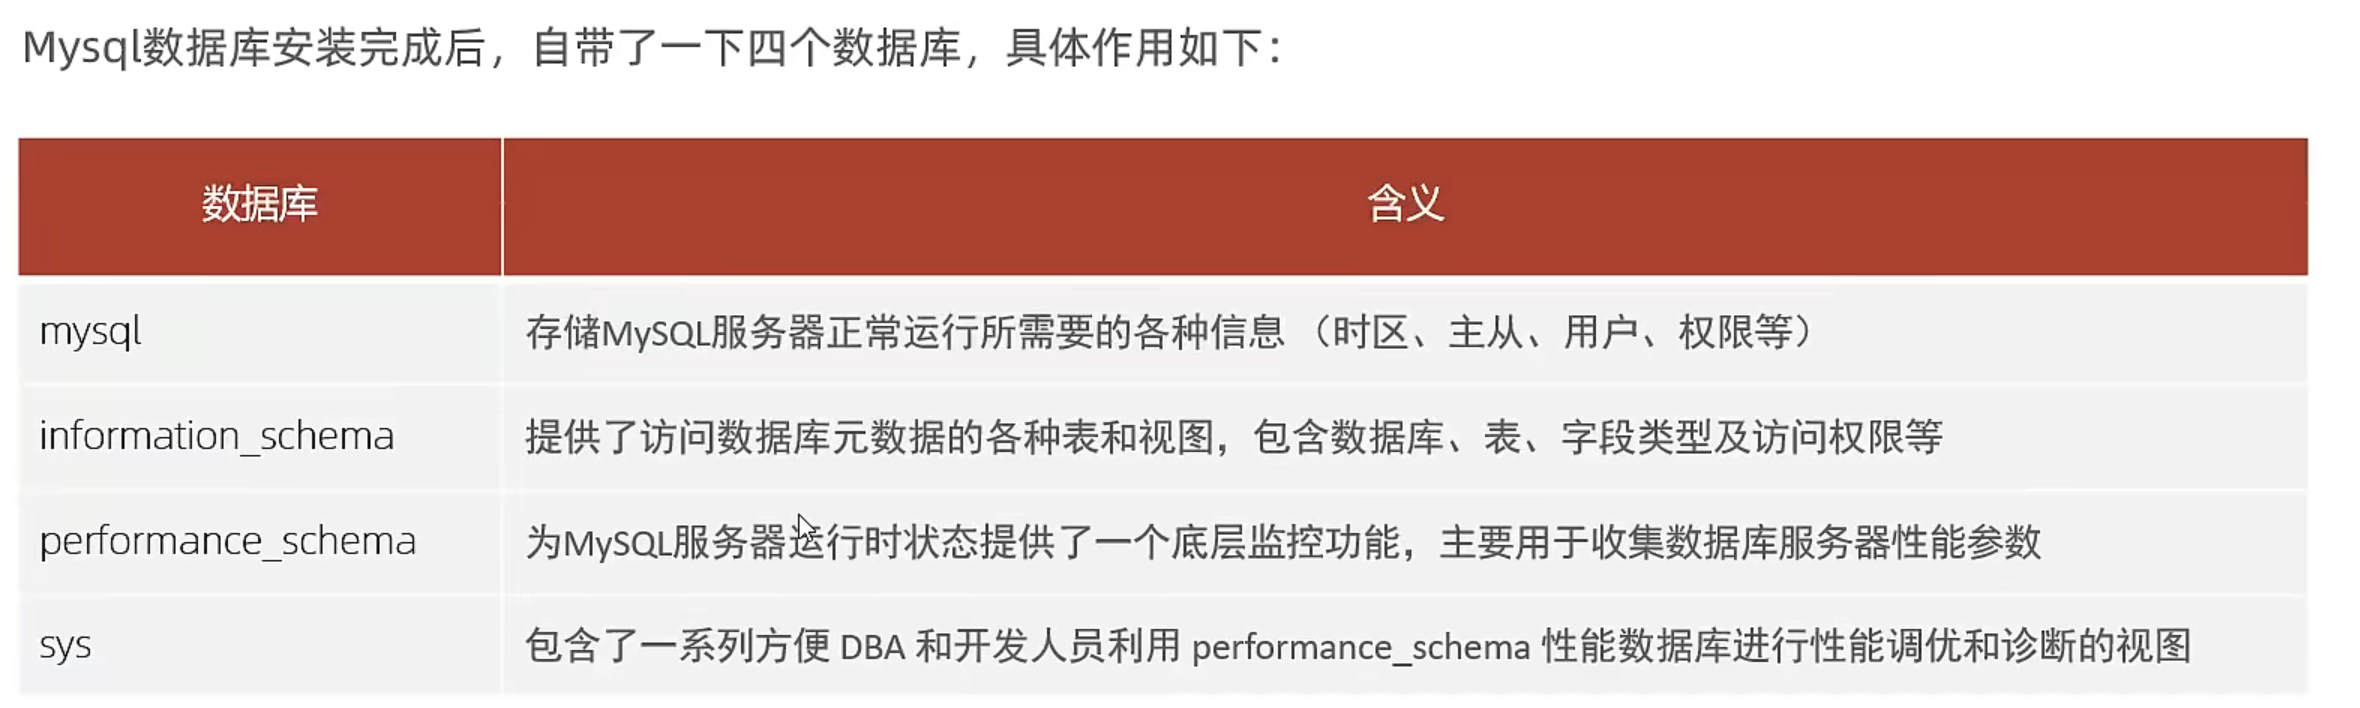 Mysql数据库安装完成后，自带了一下四个数据库，具体作用如下：
数据库 含义
mysql 存储MySQL服务器正常运行所需要的各种信息 （时区、主从、用户、权限等）
information_schema 提供了访问数据库元数据的各种表和视图，包含数据库、表、字段类型及访问权限等
performance_schema 为MySQL服务器运行时状态提供了一个底层监控功能，主要用于收集数据库服务器性能参数
sys 包含了一系列方便 DBA 和开发人员利用 performance_schema 性能数据库进行性能调优和诊断的视图